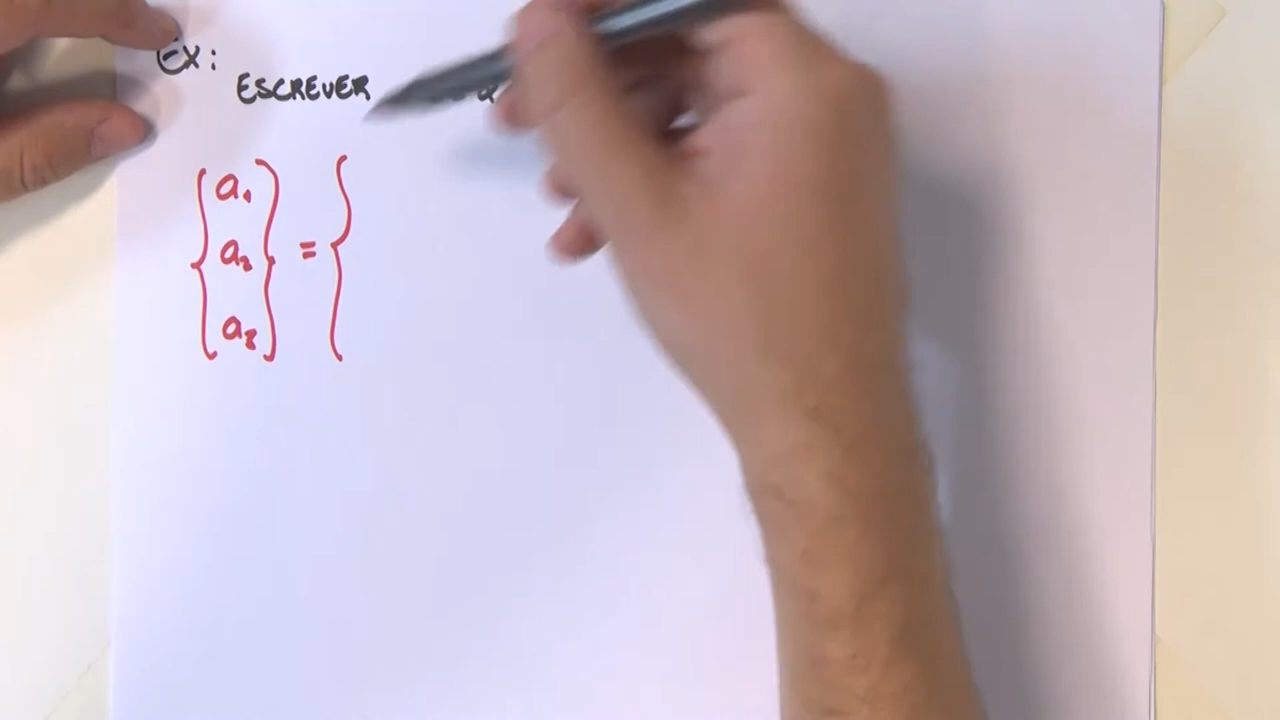 Ex:
ESCREVER
{a₁
a₂
a₃} = {